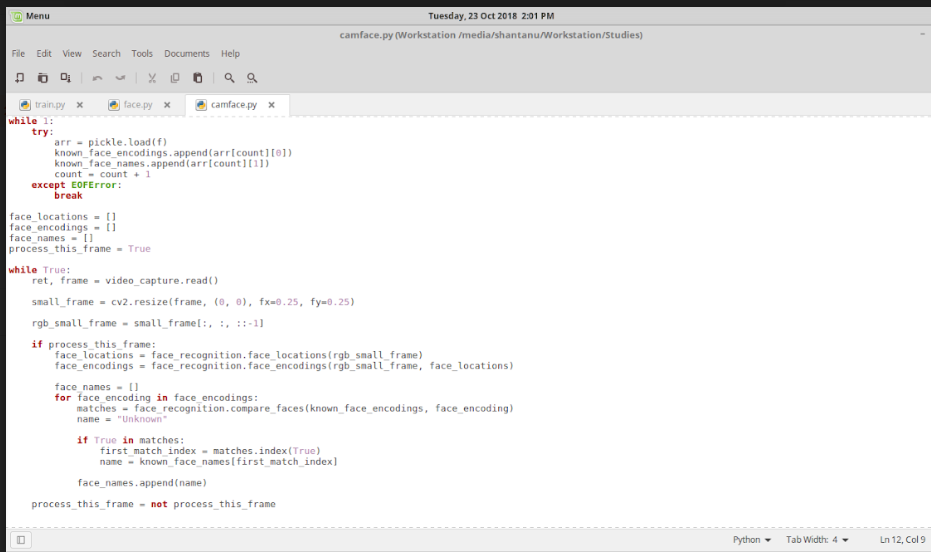 Menu
Tuesday, 23 Oct 2018 2:01 PM
camface.py (Workstation /media/shantanu/Workstation/Studies)
File Edit View Search Tools Documents Help
train.py
face.py
camface.py
while 1:
    try:
        arr = pickle.load(f)
        known_face_encodings.append(arr[count][0])
        known_face_names.append(arr[count][1])
        count = count + 1
    except EOFError:
        break

face_locations = []
face_encodings = []
face_names = []
process_this_frame = True

while True:
    ret, frame = video_capture.read()

    small_frame = cv2.resize(frame, (0, 0), fx=0.25, fy=0.25)

    rgb_small_frame = small_frame[:, :, ::-1]

    if process_this_frame:
        face_locations = face_recognition.face_locations(rgb_small_frame)
        face_encodings = face_recognition.face_encodings(rgb_small_frame, face_locations)

        face_names = []
        for face_encoding in face_encodings:
            matches = face_recognition.compare_faces(known_face_encodings, face_encoding)
            name = "Unknown"

            if True in matches:
                first_match_index = matches.index(True)
                name = known_face_names[first_match_index]

            face_names.append(name)

    process_this_frame = not process_this_frame
Python Tab Width: 4 Ln 12, Col 9